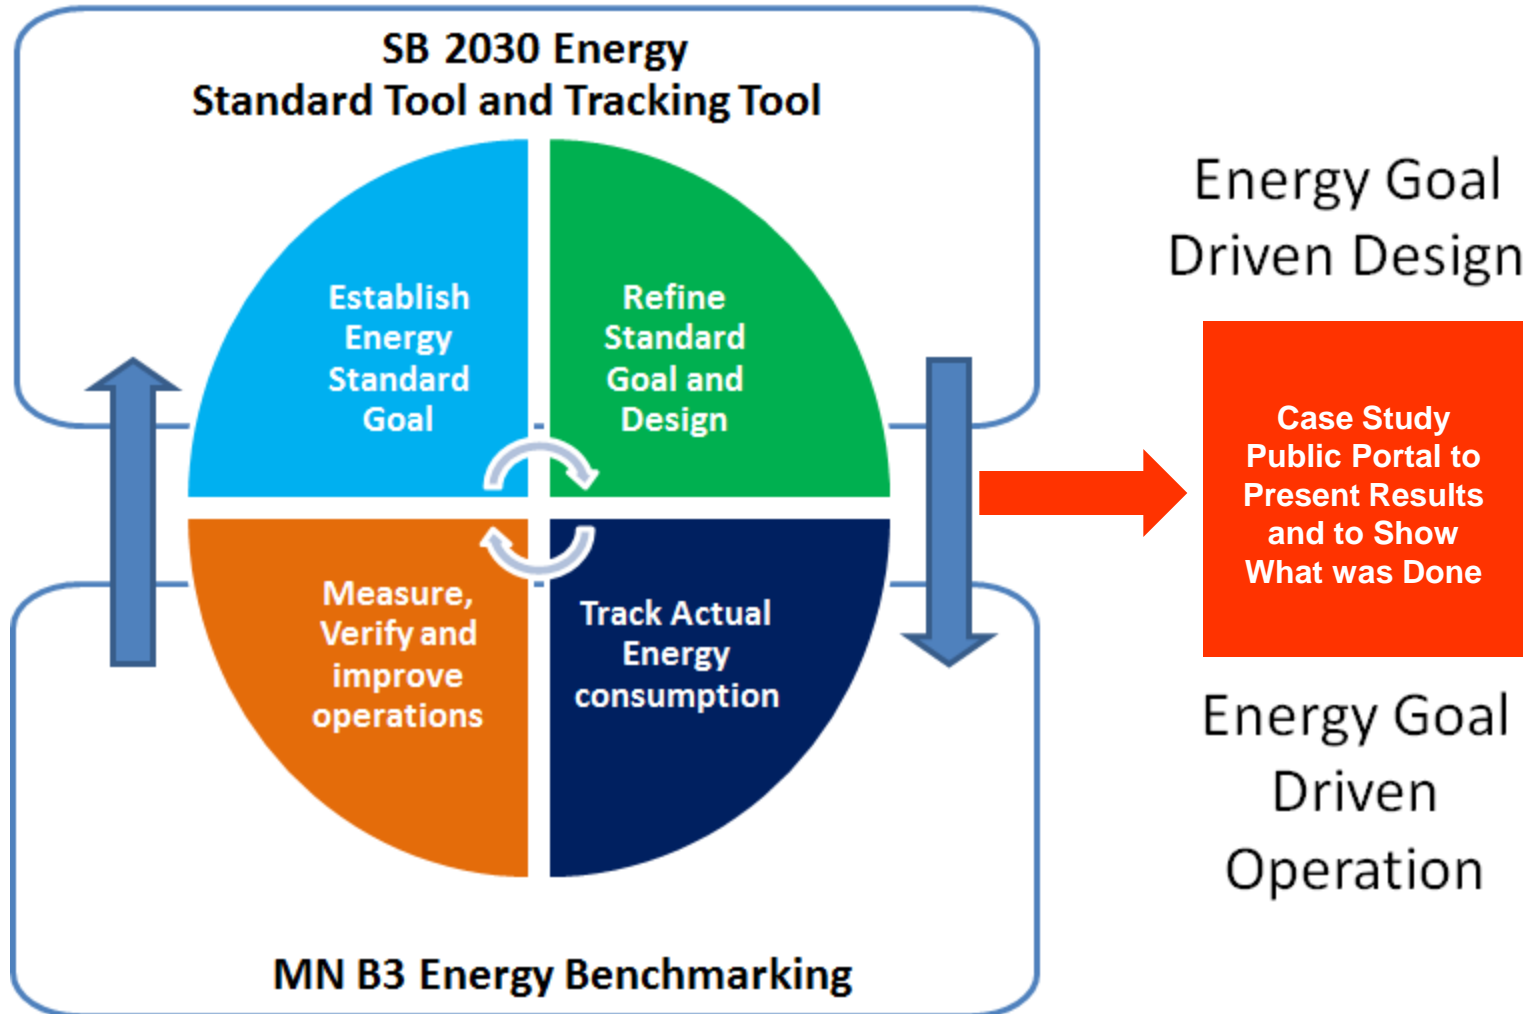 SB 2030 Energy
Standard Tool and Tracking Tool
Establish
Energy
Standard
Goal
Refine
Standard
Goal and
Design
Measure,
Verify and
improve
operations
Track Actual
Energy
consumption
MN B3 Energy Benchmarking
Energy Goal
Driven Design
Case Study
Public Portal to
Present Results
and to Show
What was Done
Energy Goal
Driven
Operation